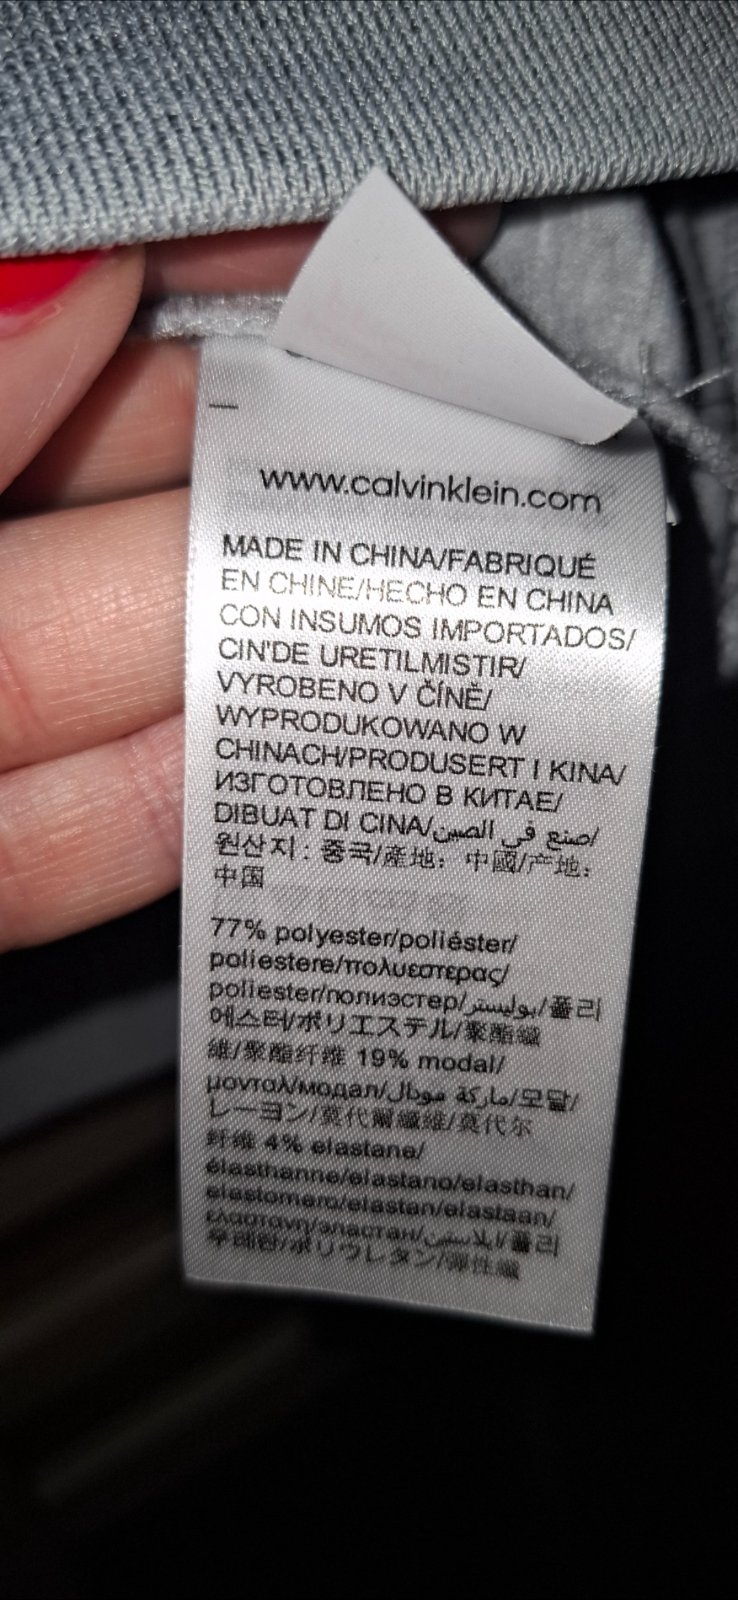 www.calvinklein.com
MADE IN CHINA/FABRIQUÉ
EN CHINE/HECHO EN CHINA
CON INSUMOS IMPORTADOS/
CIN'DE URETILMISTIR/
VYROBENO V ČÍNĚ/
WYPRODUKOWANO W
CHINACH/PRODUSERT I KINA/
ИЗГОТОВЛЕНО В КИТАЕ/
DIBUAT DI CINA/صنع في الصين/
원산지: 중국/產地: 中國/产地:
中国
77% polyester/poliéster/
poliestere/πολυεστερας/
poliester/полиэстер/بوليستر/폴리
에스터/ポリエステル/聚酯纖
維/聚酯纤维 19% modal/
μονταλ/модал/ماركة مودال/모달/
レーヨン/莫代爾纖維/莫代尔
纤维 4% elastane/
élasthanne/elastano/elasthan/
elastomero/elastan/elastaan/
ελαστανη/эластан/ايلاستين/폴리
우레탄/ポリウレタン/彈性纖